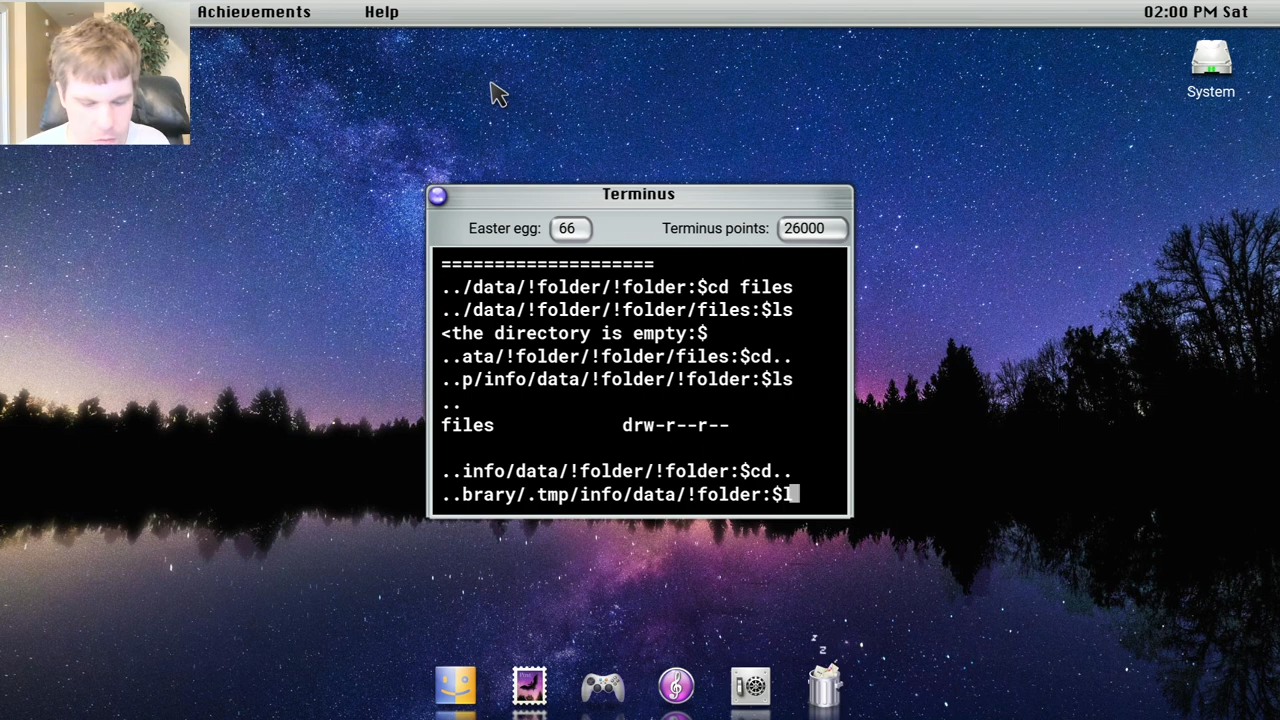 Achievements Help 02:00 PM Sat
System
Terminus
Easter egg: 66 Terminus points: 26000
====================
../data/!folder/!folder:$cd files
../data/!folder/!folder/files:$ls
<the directory is empty:$
..ata/!folder/!folder/files:$cd..
..p/info/data/!folder/!folder:$ls
..
files drw-r--r--
..info/data/!folder/!folder:$cd..
..brary/.tmp/info/data/!folder:$l
z
z